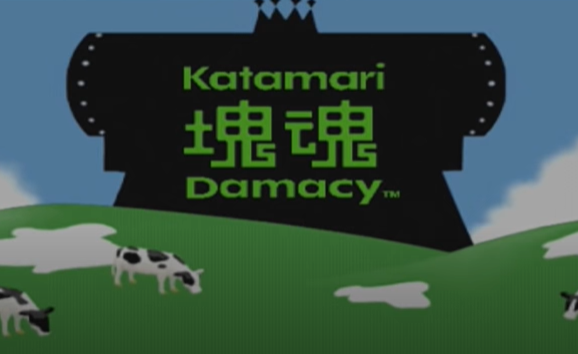 Katamari
塊魂
Damacy™